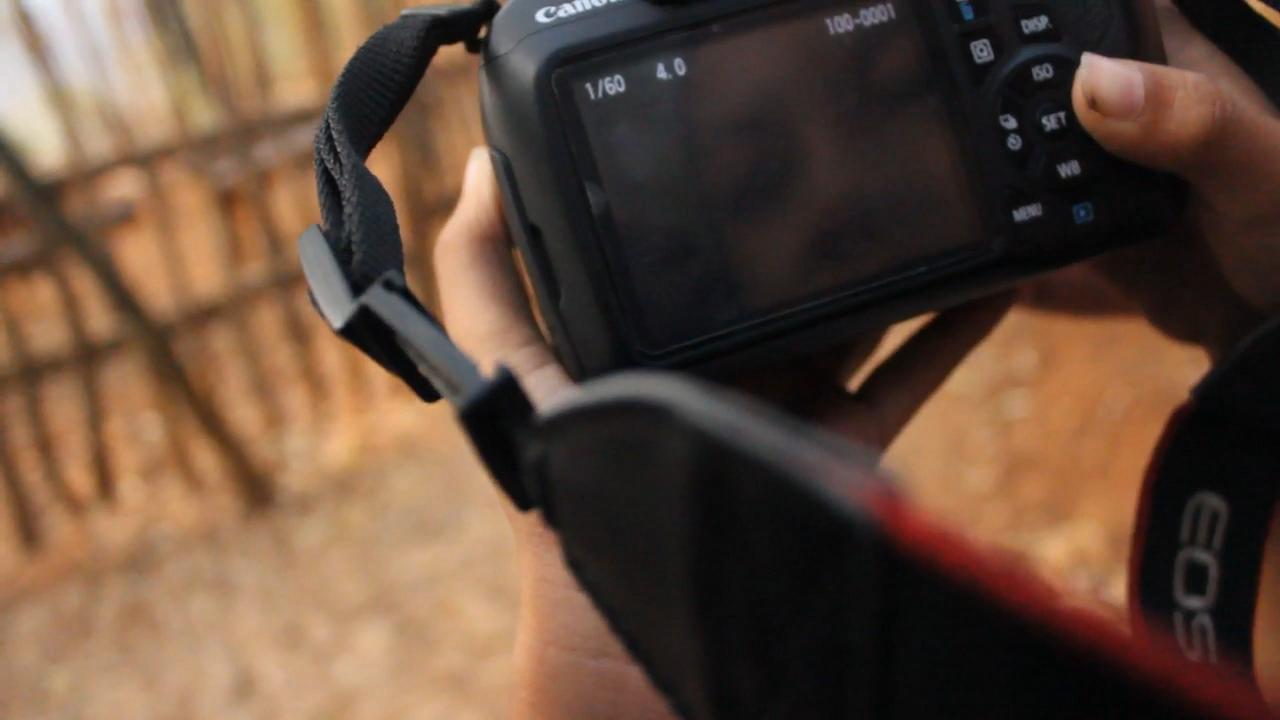 Canon
100-0001
1/60 4.0
DISP.
ISO
SET
WB
MENU
EOS